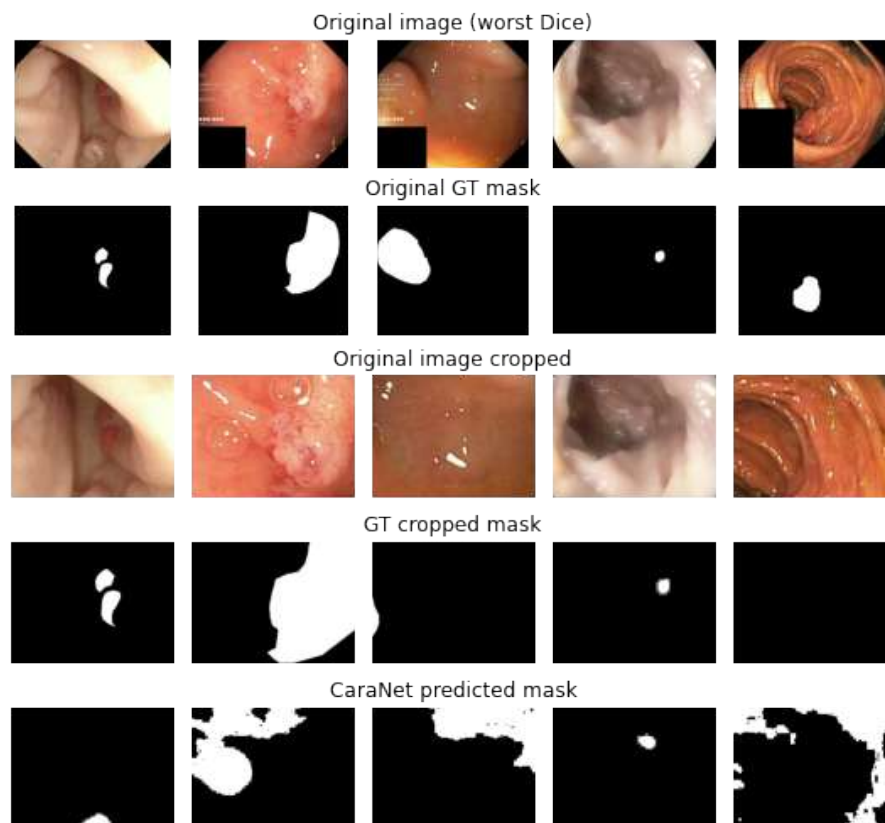 Original image (worst Dice)
Original GT mask
Original image cropped
GT cropped mask
CaraNet predicted mask